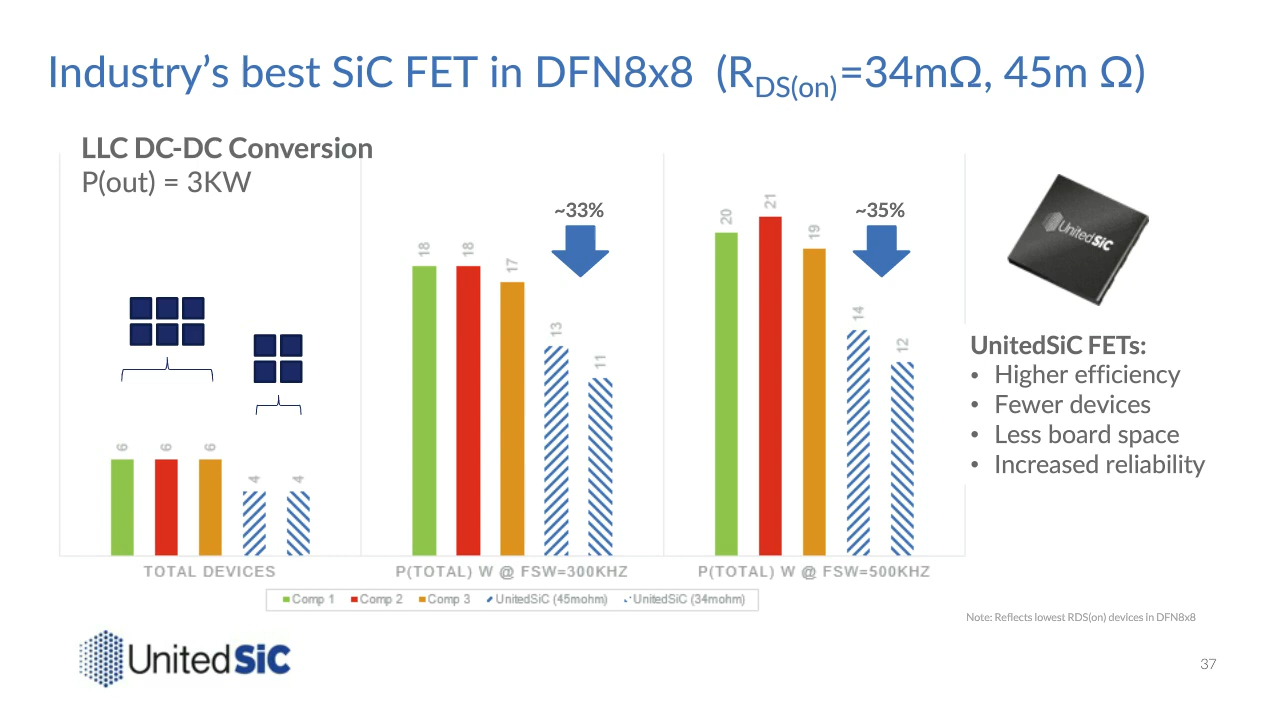 Industry's best SiC FET in DFN8x8 (RDS(on)=34mΩ, 45m Ω)
LLC DC-DC Conversion
P(out) = 3KW
6
6
6
4
4
TOTAL DEVICES
18
18
17
13
11
~33%
P(TOTAL) W @ FSW=300KHZ
20
21
19
14
12
~35%
P(TOTAL) W @ FSW=500KHZ
Comp 1 Comp 2 Comp 3 UnitedSiC (45mohm) UnitedSiC (34mohm)
UnitedSiC
UnitedSiC FETs:
• Higher efficiency
• Fewer devices
• Less board space
• Increased reliability
Note: Reflects lowest RDS(on) devices in DFN8x8
UnitedSiC
37